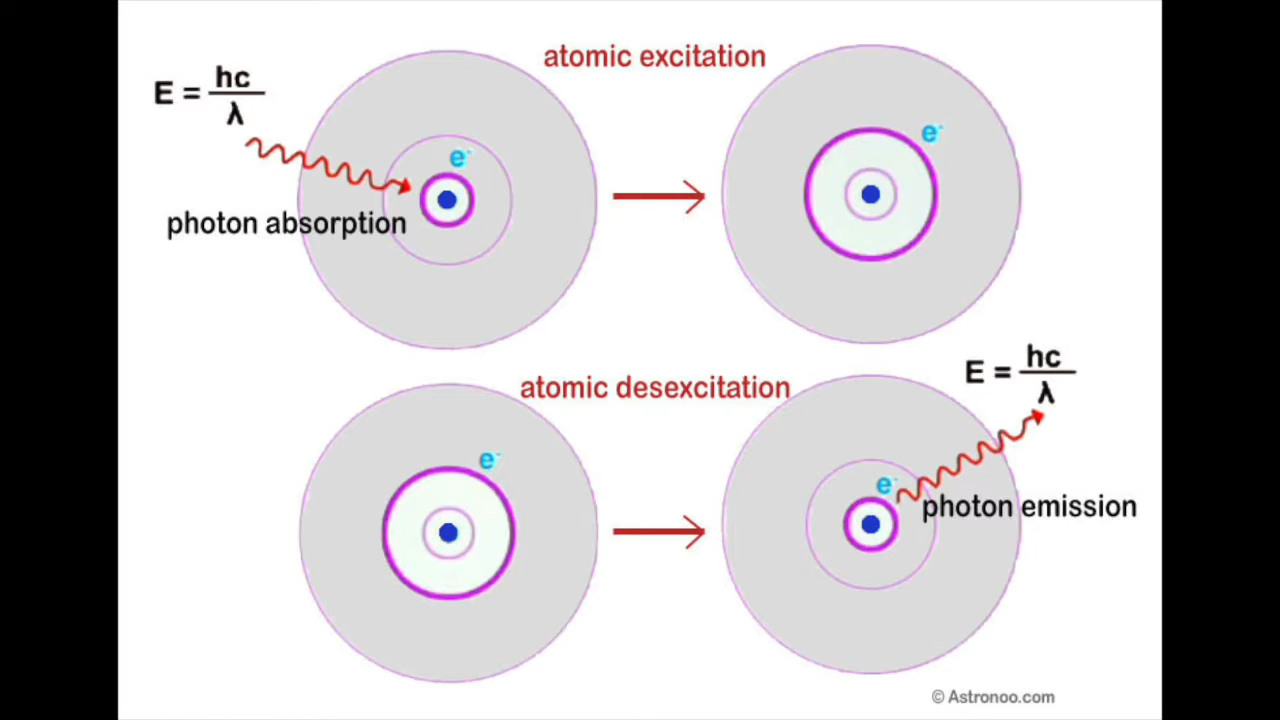 atomic excitation
E = hc
λ
e⁻
e⁻
photon absorption
atomic desexcitation
E = hc
λ
e⁻
e⁻
photon emission
© Astronoo.com